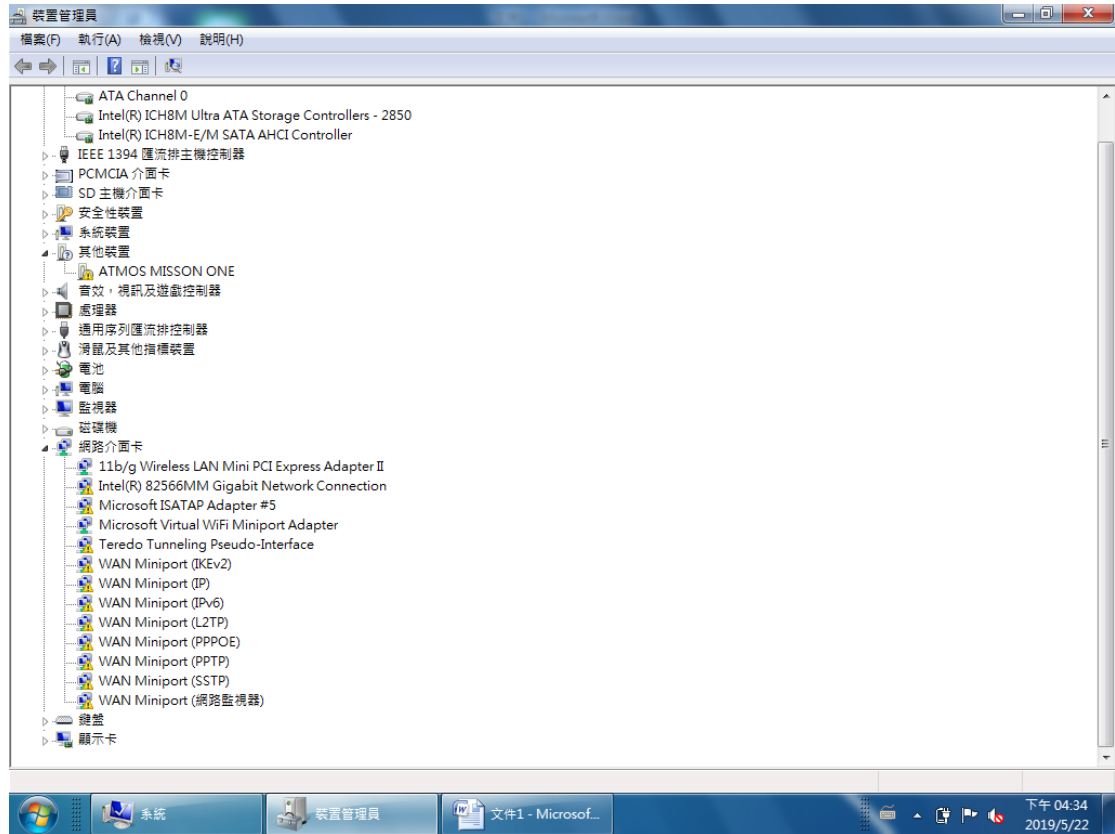 裝置管理員
檔案(F) 執行(A) 檢視(V) 說明(H)
ATA Channel 0
Intel(R) ICH8M Ultra ATA Storage Controllers - 2850
Intel(R) ICH8M-E/M SATA AHCI Controller
IEEE 1394 匯流排主機控制器
PCMCIA 介面卡
SD 主機介面卡
安全性裝置
系統裝置
其他裝置
ATMOS MISSON ONE
音效，視訊及遊戲控制器
處理器
通用序列匯流排控制器
滑鼠及其他指標裝置
電池
電腦
監視器
磁碟機
網路介面卡
11b/g Wireless LAN Mini PCI Express Adapter II
Intel(R) 82566MM Gigabit Network Connection
Microsoft ISATAP Adapter #5
Microsoft Virtual WiFi Miniport Adapter
Teredo Tunneling Pseudo-Interface
WAN Miniport (IKEv2)
WAN Miniport (IP)
WAN Miniport (IPv6)
WAN Miniport (L2TP)
WAN Miniport (PPPOE)
WAN Miniport (PPTP)
WAN Miniport (SSTP)
WAN Miniport (網路監視器)
鍵盤
顯示卡
系統 裝置管理員 文件1 - Microsof...
下午 04:34
2019/5/22